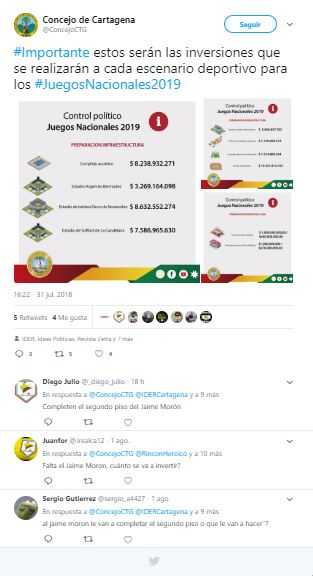 Concejo de Cartagena
@ConcejoCTG
Seguir
#Importante estos serán las inversiones que
se realizarán a cada escenario deportivo para
los #JuegosNacionales2019
Control político
Juegos Nacionales 2019
PREPARACION INFRAESTRUCTURA
Complejo acuático $ 8.238.932.271
Estadio Argemiro Bermudez $ 3.269.164.098
Estadio de béisbol Once de Noviembre $ 8.632.552.274
Estadio de Softbol de La Candelaria $ 7.586.965.630
Control político
Juegos Nacionales 2019
Control político
Juegos Nacionales 2019
16:22 - 31 jul. 2018
5 Retweets 4 Me gusta
IDER, Ideas Políticas, Revista Zetta y 7 más
3 5 4
Diego Julio @_diego_julio · 18 h
En respuesta a @ConcejoCTG @IDERCartagena y 9 más
Completen el segundo piso del Jaime Morón
Juanfor @Jrealca12 · 1 ago.
En respuesta a @ConcejoCTG @RinconHeroico y 10 más
Falta el Jaime Moron, cuánto se va a invertir?
Sergio Gutierrez @sergio_a4427 · 1 ago.
En respuesta a @ConcejoCTG @IDERCartagena y 9 más
al jaime moron le van a completar el segundo piso o que le van a hacer¨?